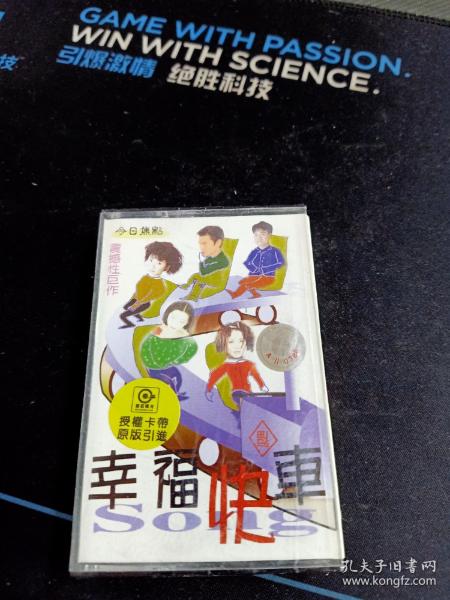 GAME WITH PASSION.
WIN WITH SCIENCE.
引爆激情 绝胜科技
技
今日焦點
震撼性巨作
授權卡帶
原版引進
幸福快車
Song
孔夫子旧书网
www.kongfz.com